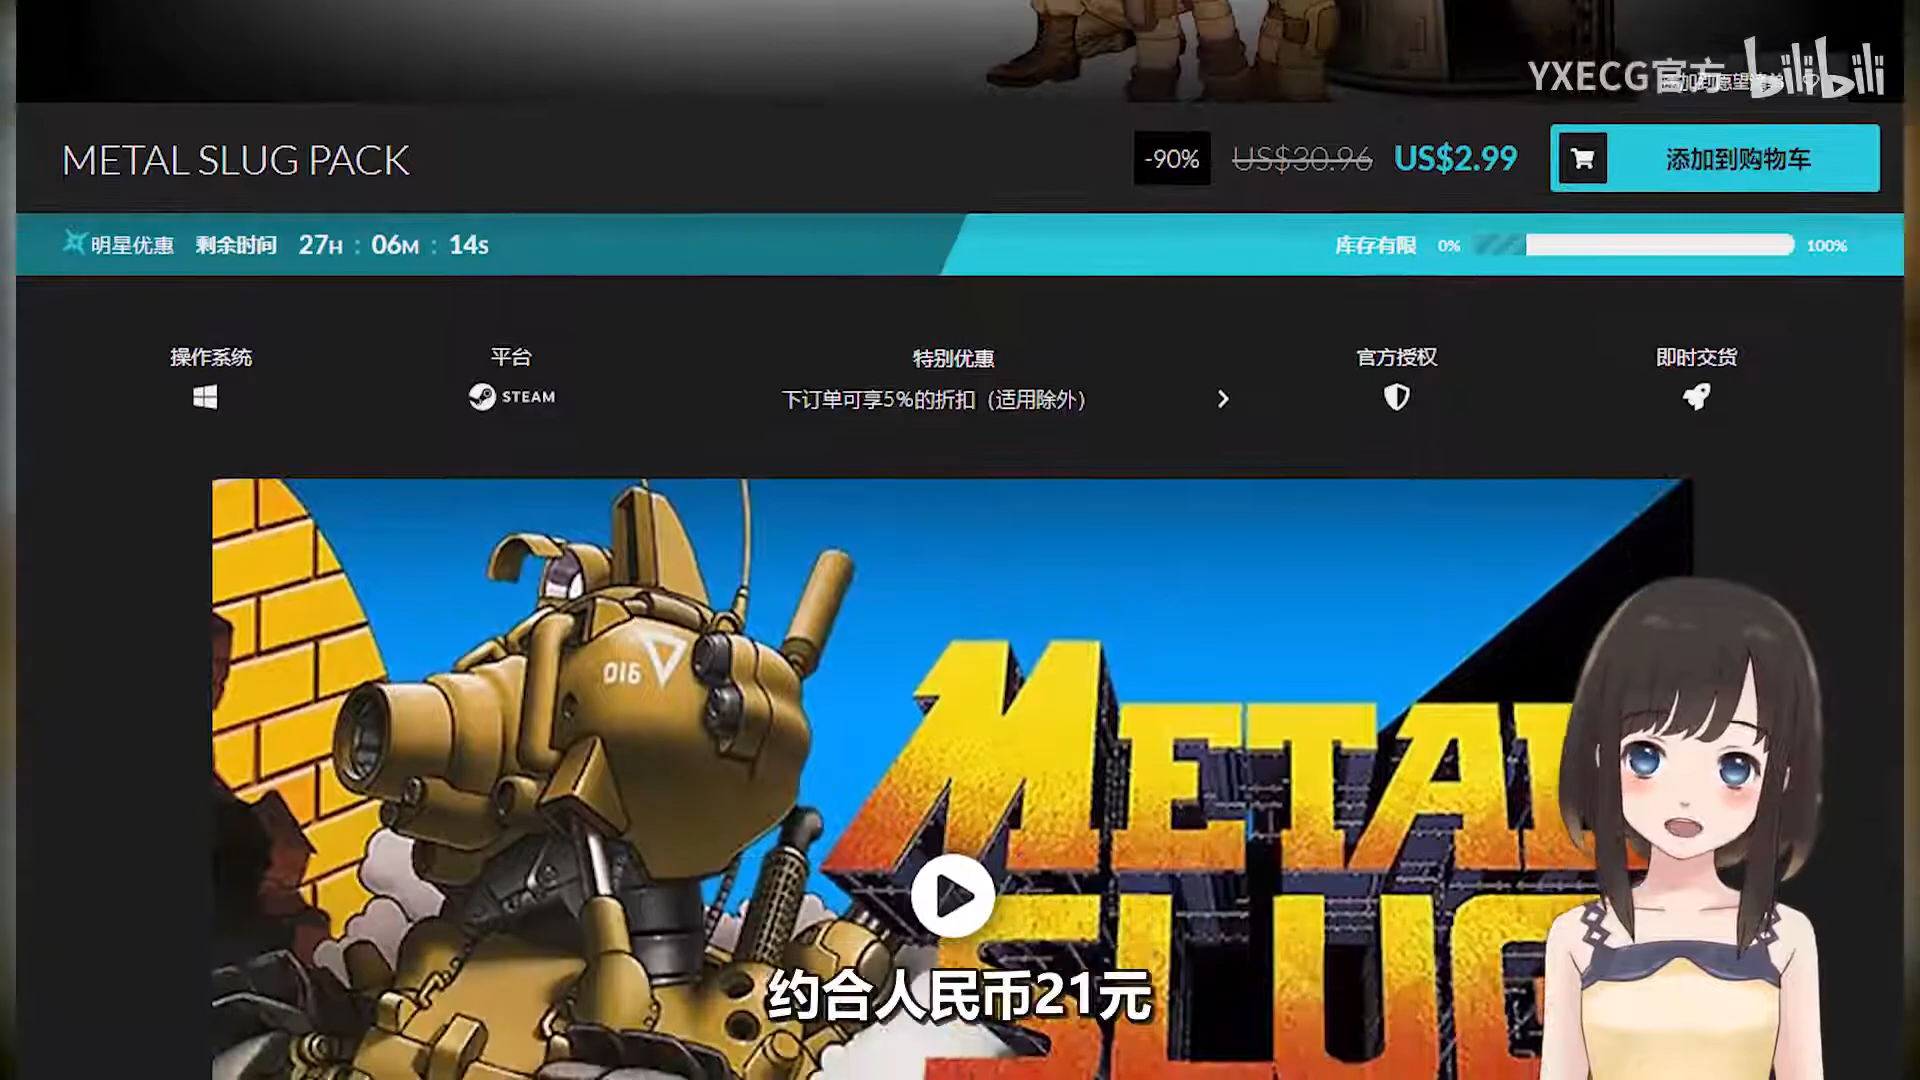 YXECG官方 bilibili
METAL SLUG PACK
-90% US$30.96 US$2.99 添加到购物车
明星优惠 剩余时间 27H : 06M : 14S 库存有限 0% 100%
操作系统 平台 特别优惠 官方授权 即时交货
STEAM 下订单可享5%的折扣（适用除外）
016
METAL
SLUG
约合人民币21元